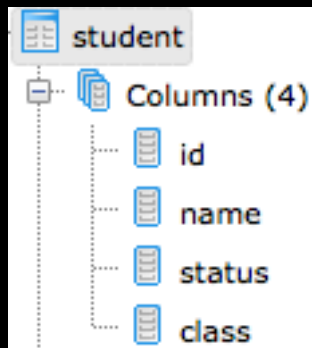 student
Columns (4)
id
name
status
class